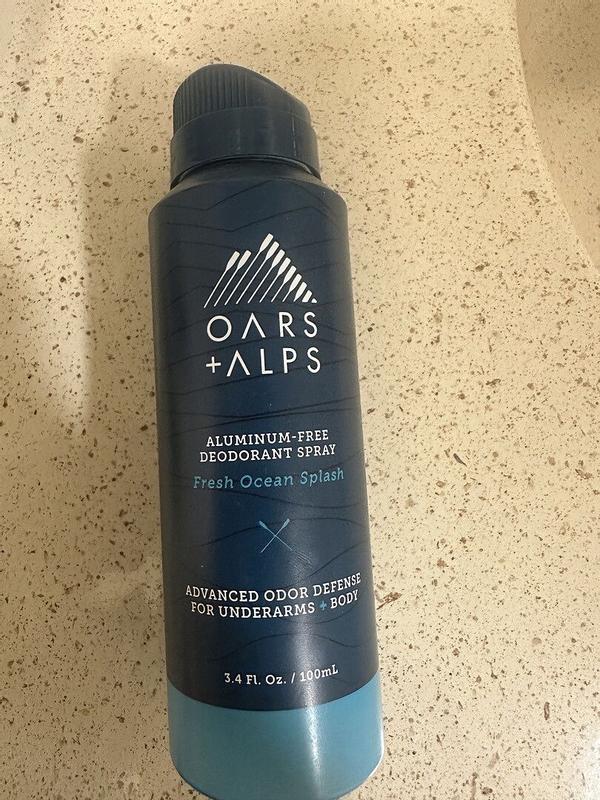 OARS
+ALPS
ALUMINUM-FREE
DEODORANT SPRAY
Fresh Ocean Splash
ADVANCED ODOR DEFENSE
FOR UNDERARMS + BODY
3.4 Fl. Oz. / 100mL